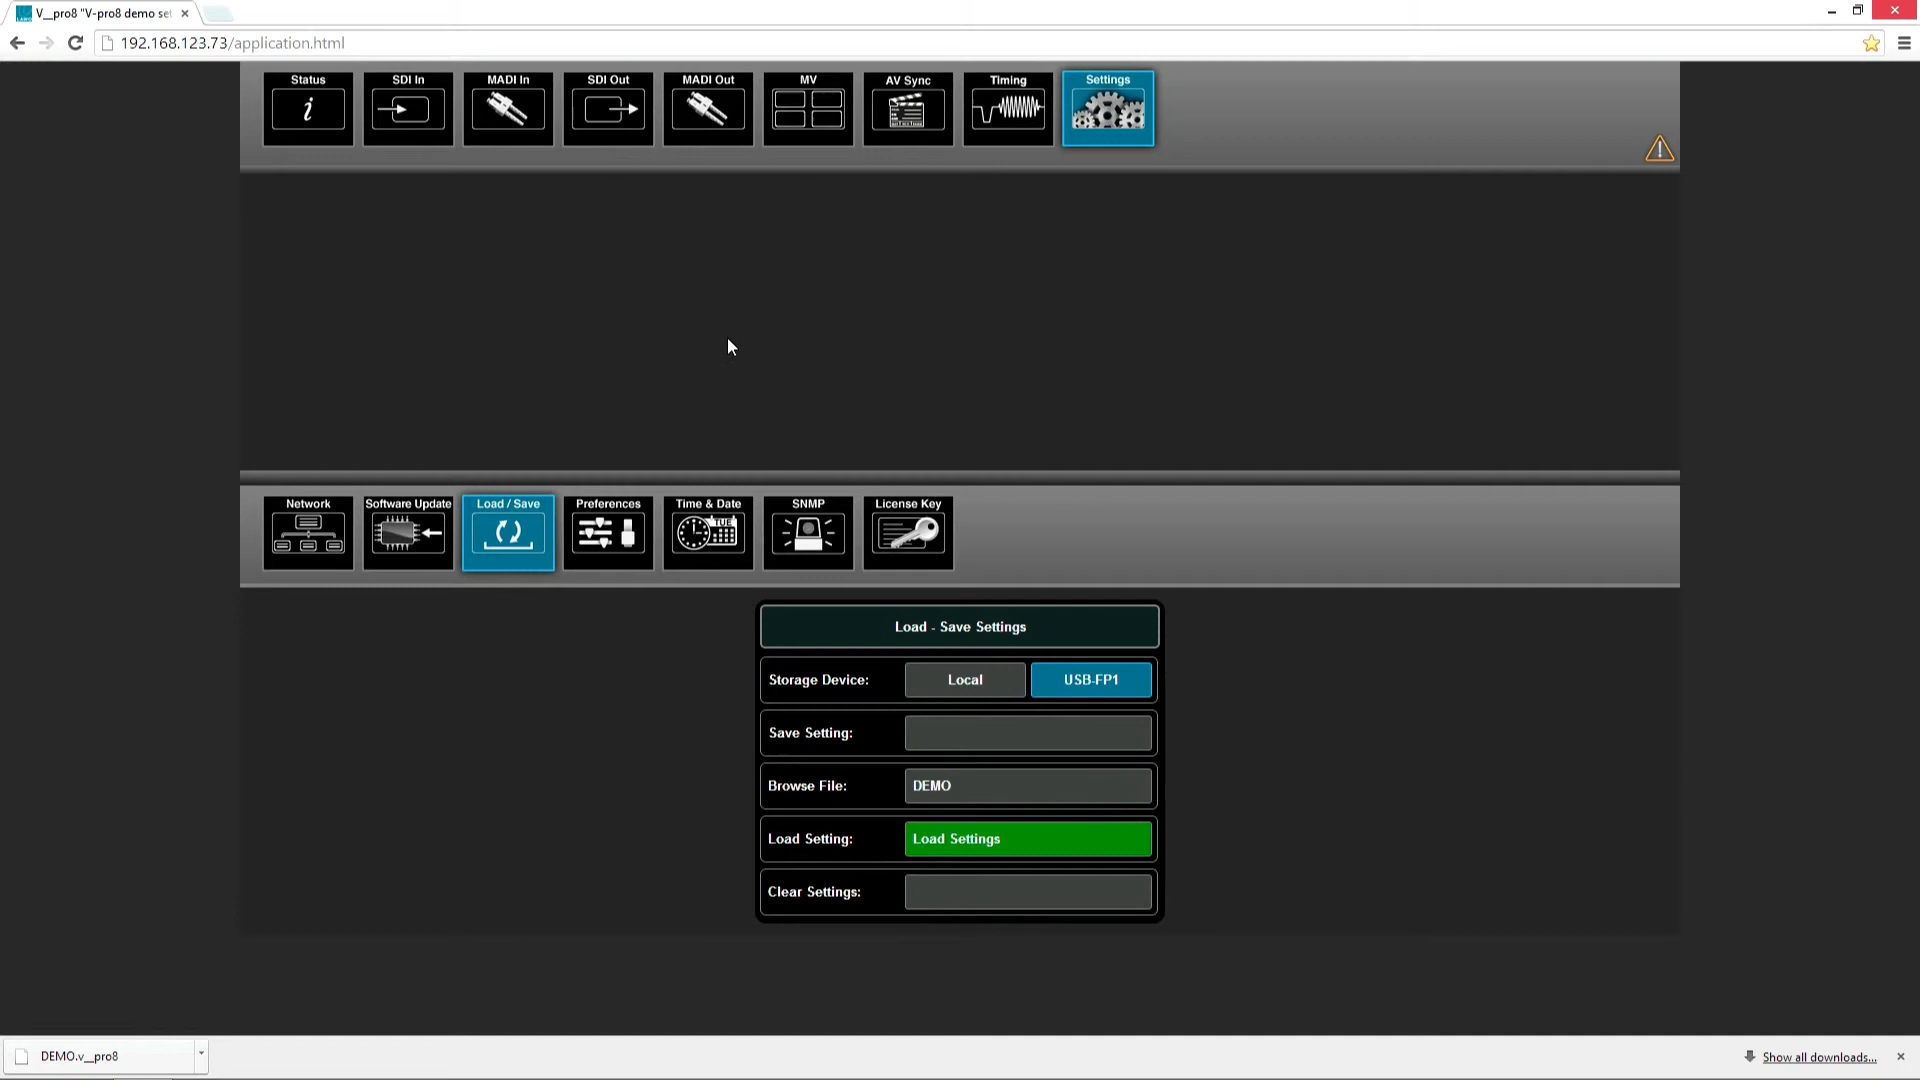 V__pro8 "V-pro8 demo set
192.168.123.73/application.html
Status
SDI In
MADI In
SDI Out
MADI Out
MV
AV Sync
Timing
Settings
Network
Software Update
Load / Save
Preferences
Time & Date
TUE
SNMP
License Key
Load - Save Settings
Storage Device:
Local
USB-FP1
Save Setting:
Browse File:
DEMO
Load Setting:
Load Settings
Clear Settings:
DEMO.v__pro8
Show all downloads...